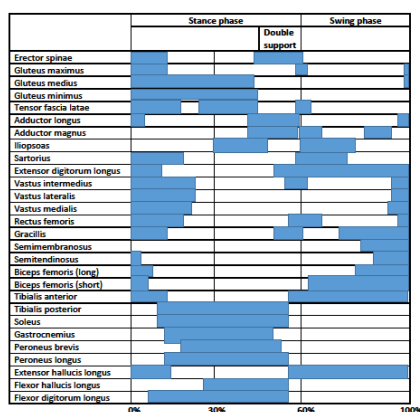 Stance phase Swing phase
Double
support
Erector spinae
Gluteus maximus
Gluteus medius
Gluteus minimus
Tensor fascia latae
Adductor longus
Adductor magnus
Iliopsoas
Sartorius
Extensor digitorum longus
Vastus intermedius
Vastus lateralis
Vastus medialis
Rectus femoris
Gracillis
Semimembranosus
Semitendinosus
Biceps femoris (long)
Biceps femoris (short)
Tibialis anterior
Tibialis posterior
Soleus
Gastrocnemius
Peroneus brevis
Peroneus longus
Extensor hallucis longus
Flexor hallucis longus
Flexor digitorum longus
0% 30% 60% 100%